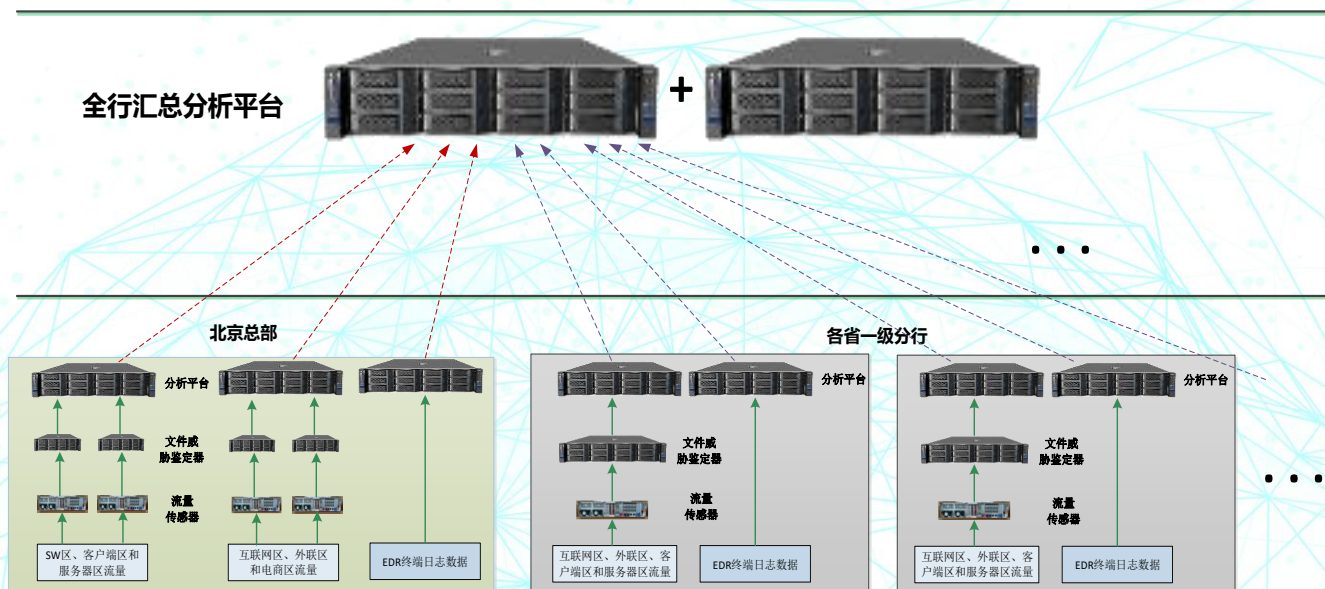 全行汇总分析平台
+
...
北京总部
各省一级分行
分析平台
文件威
胁鉴定器
流量
传感器
SW区、客户端区和
服务器区流量
互联网区、外联区
和电商区流量
EDR终端日志数据
分析平台
文件威
胁鉴定器
流量
传感器
互联网区、外联区、客
户端区和服务器区流量
EDR终端日志数据
分析平台
文件威
胁鉴定器
流量
传感器
互联网区、外联区、客
户端区和服务器区流量
EDR终端日志数据
...